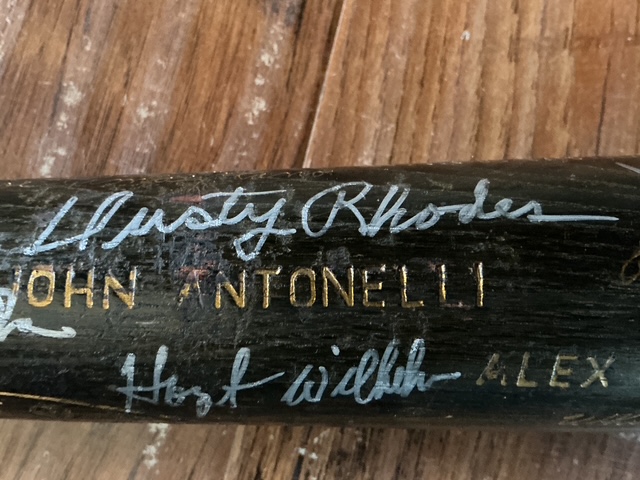 Dusty Rhodes
JOHN ANTONELLI
Hoyt Wilhelm
ALEX